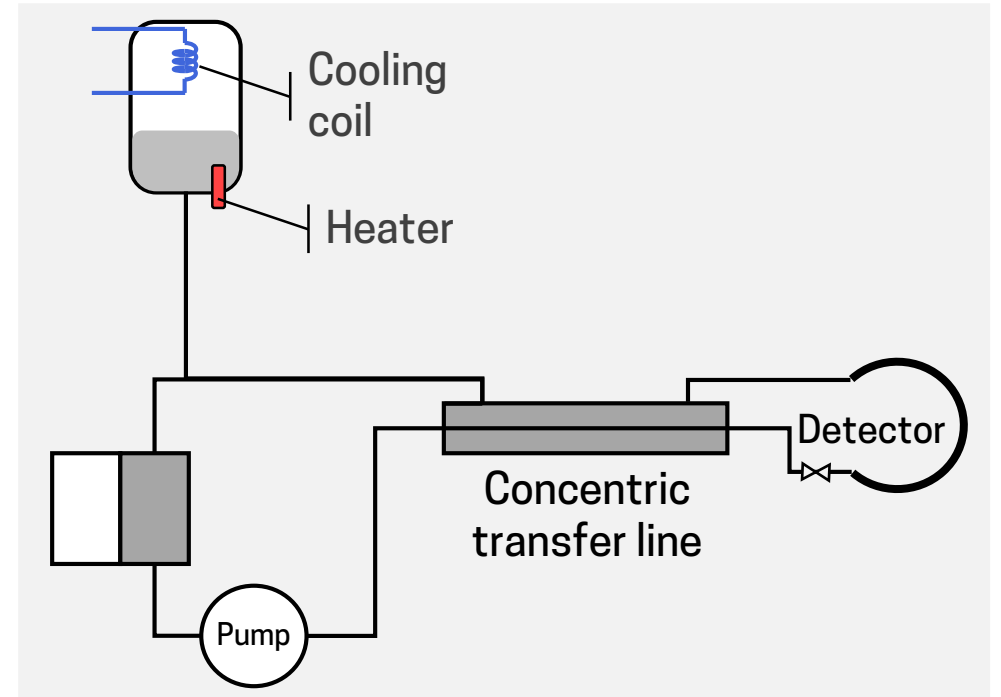 Cooling
coil
Heater
Detector
Concentric
transfer line
Pump